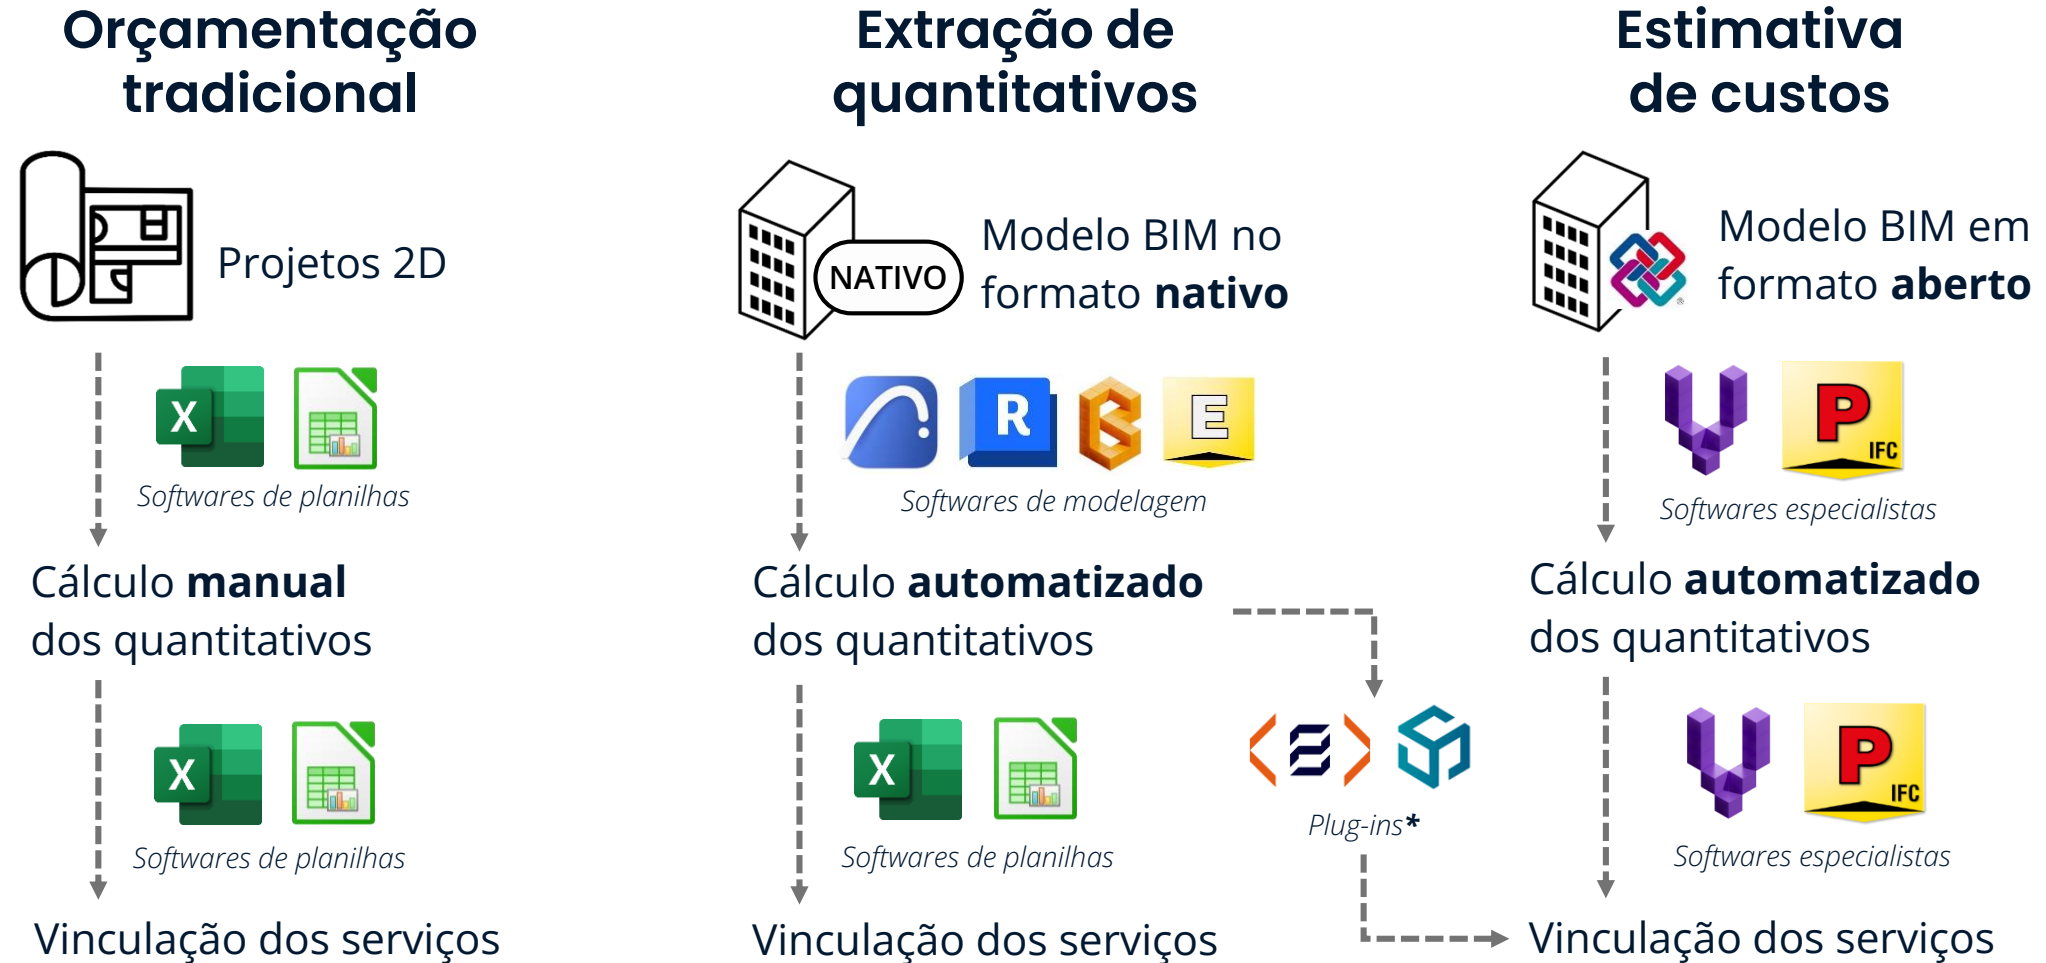 Orçamentação
tradicional
Projetos 2D
X
Softwares de planilhas
Cálculo manual
dos quantitativos
X
Softwares de planilhas
Vinculação dos serviços
Extração de
quantitativos
NATIVO
Modelo BIM no
formato nativo
R
E
Softwares de modelagem
Cálculo automatizado
dos quantitativos
X
Softwares de planilhas
Plug-ins*
Vinculação dos serviços
Estimativa
de custos
Modelo BIM em
formato aberto
®
P
IFC
Softwares especialistas
Cálculo automatizado
dos quantitativos
P
IFC
Softwares especialistas
Vinculação dos serviços